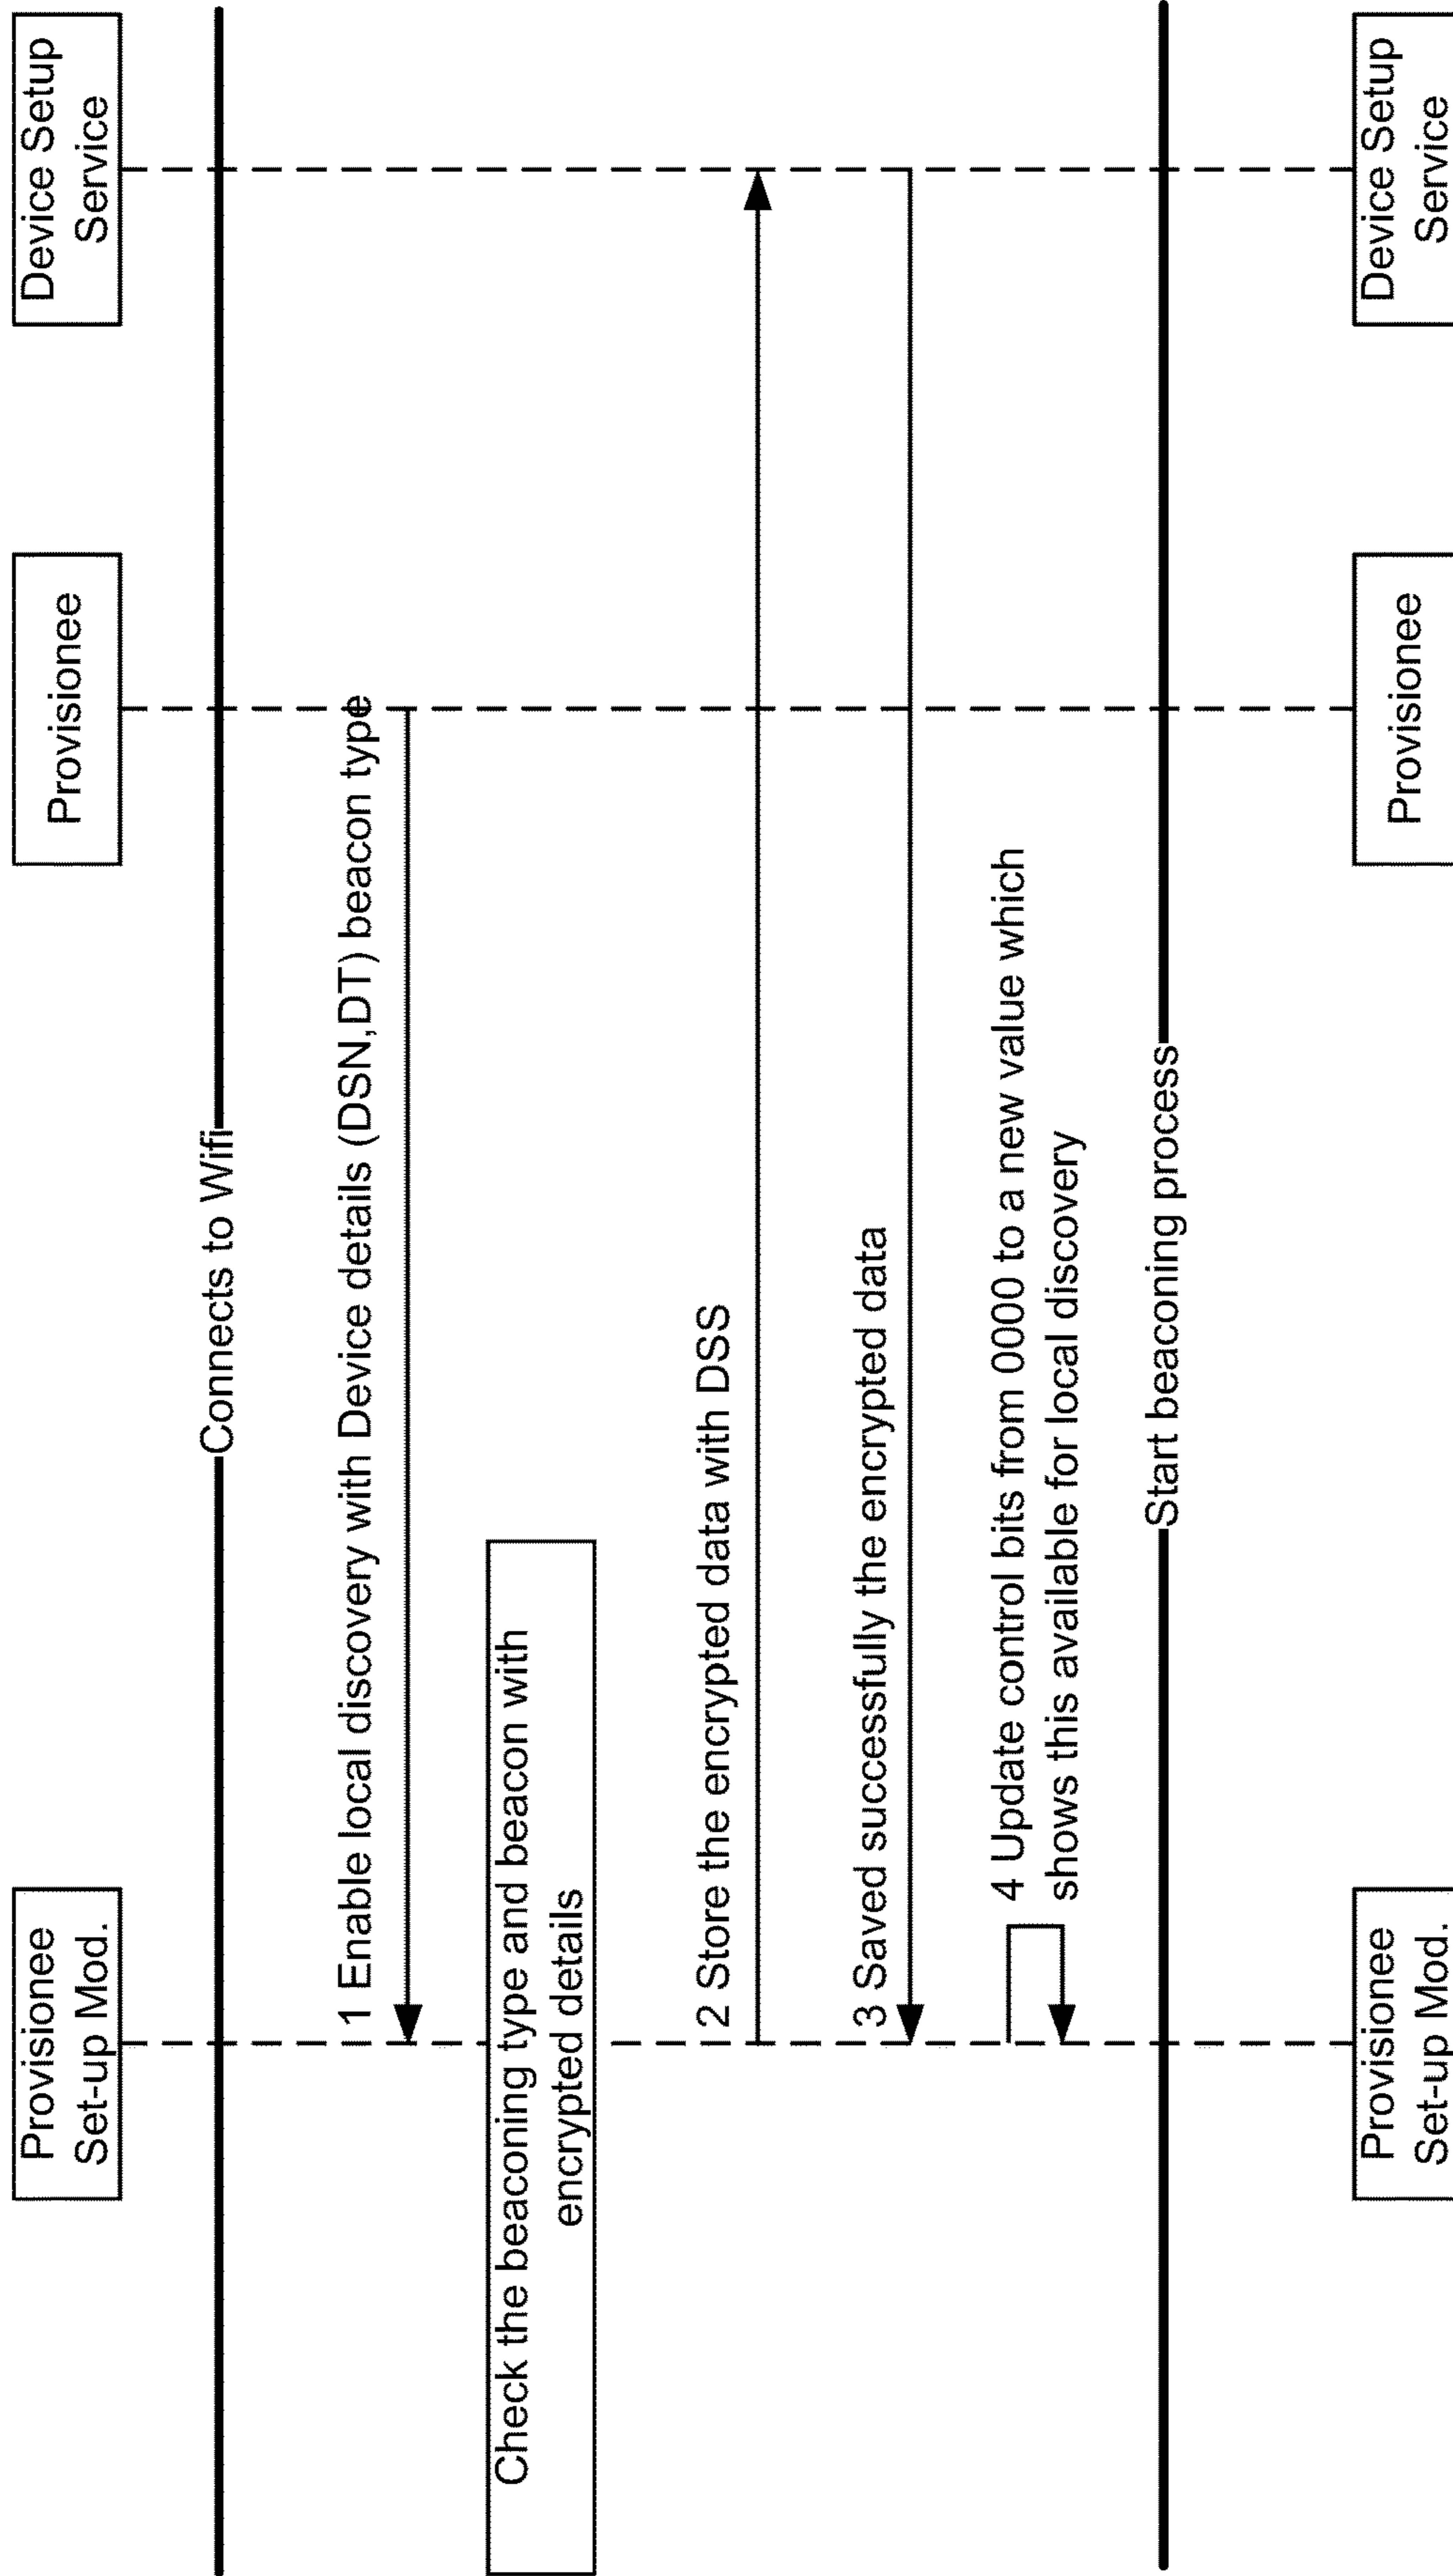 Provisionee
Set-up Mod.
Provisionee
Device Setup
Service
Connects to Wifi
1 Enable local discovery with Device details (DSN,DT) beacon type
Check the beaconing type and beacon with
encrypted details
2 Store the encrypted data with DSS
3 Saved successfully the encrypted data
4 Update control bits from 0000 to a new value which
shows this available for local discovery
Start beaconing process
Provisionee
Set-up Mod.
Provisionee
Device Setup
Service